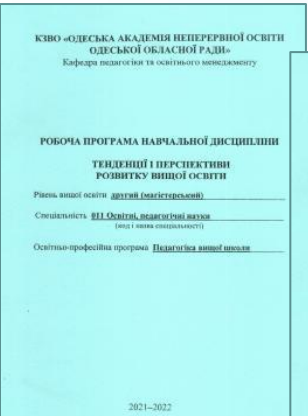 КЗВО «ОДЕСЬКА АКАДЕМІЯ НЕПЕРЕРВНОЇ ОСВІТИ
ОДЕСЬКОЇ ОБЛАСНОЇ РАДИ»
Кафедра педагогіки та освітнього менеджменту
РОБОЧА ПРОГРАМА НАВЧАЛЬНОЇ ДИСЦИПЛІНИ
ТЕНДЕНЦІЇ І ПЕРСПЕКТИВИ
РОЗВИТКУ ВИЩОЇ ОСВІТИ
Рівень вищої освіти другий (магістерський)
Спеціальність 011 Освітні, педагогічні науки
(код і назва спеціальності)
Освітньо-професійна програма Педагогіка вищої школи
2021–2022